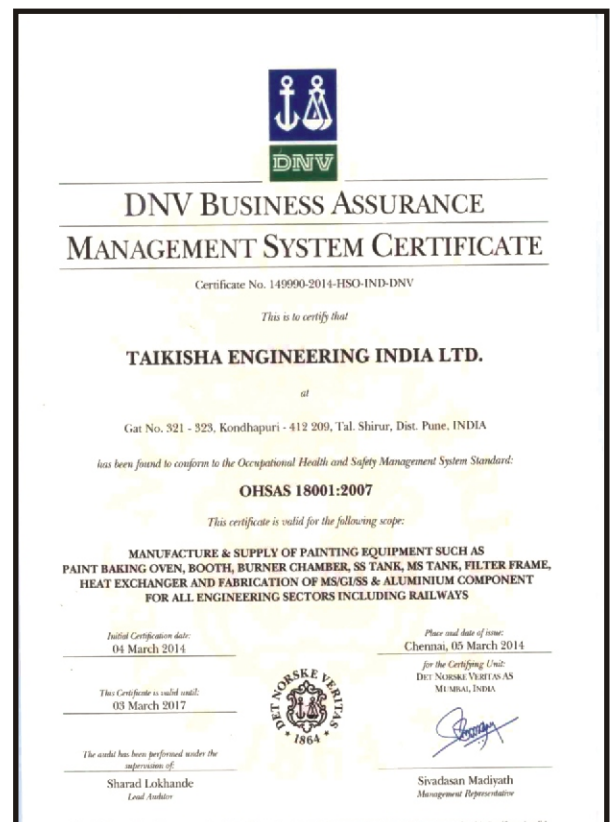 DNV
DNV BUSINESS ASSURANCE
MANAGEMENT SYSTEM CERTIFICATE
Certificate No. 149990-2014-HSO-IND-DNV
This is to certify that
TAIKISHA ENGINEERING INDIA LTD.
at
Gat No. 321 - 323, Kondhapuri - 412 209, Tal. Shirur, Dist. Pune, INDIA
has been found to conform to the Occupational Health and Safety Management System Standard:
OHSAS 18001:2007
This certificate is valid for the following scope:
MANUFACTURE & SUPPLY OF PAINTING EQUIPMENT SUCH AS
PAINT BAKING OVEN, BOOTH, BURNER CHAMBER, SS TANK, MS TANK, FILTER FRAME,
HEAT EXCHANGER AND FABRICATION OF MS/GI/SS & ALUMINIUM COMPONENT
FOR ALL ENGINEERING SECTORS INCLUDING RAILWAYS
Initial Certification date:
04 March 2014
This Certificate is valid until:
03 March 2017
The audit has been performed under the
supervision of:
Sharad Lokhande
Lead Auditor
DET NORSKE VERITAS
1864
Place and date of issue:
Chennai, 05 March 2014
for the Certifying Unit:
DET NORSKE VERITAS AS
MUMBAI, INDIA
Sivadasan Madiyath
Management Representative